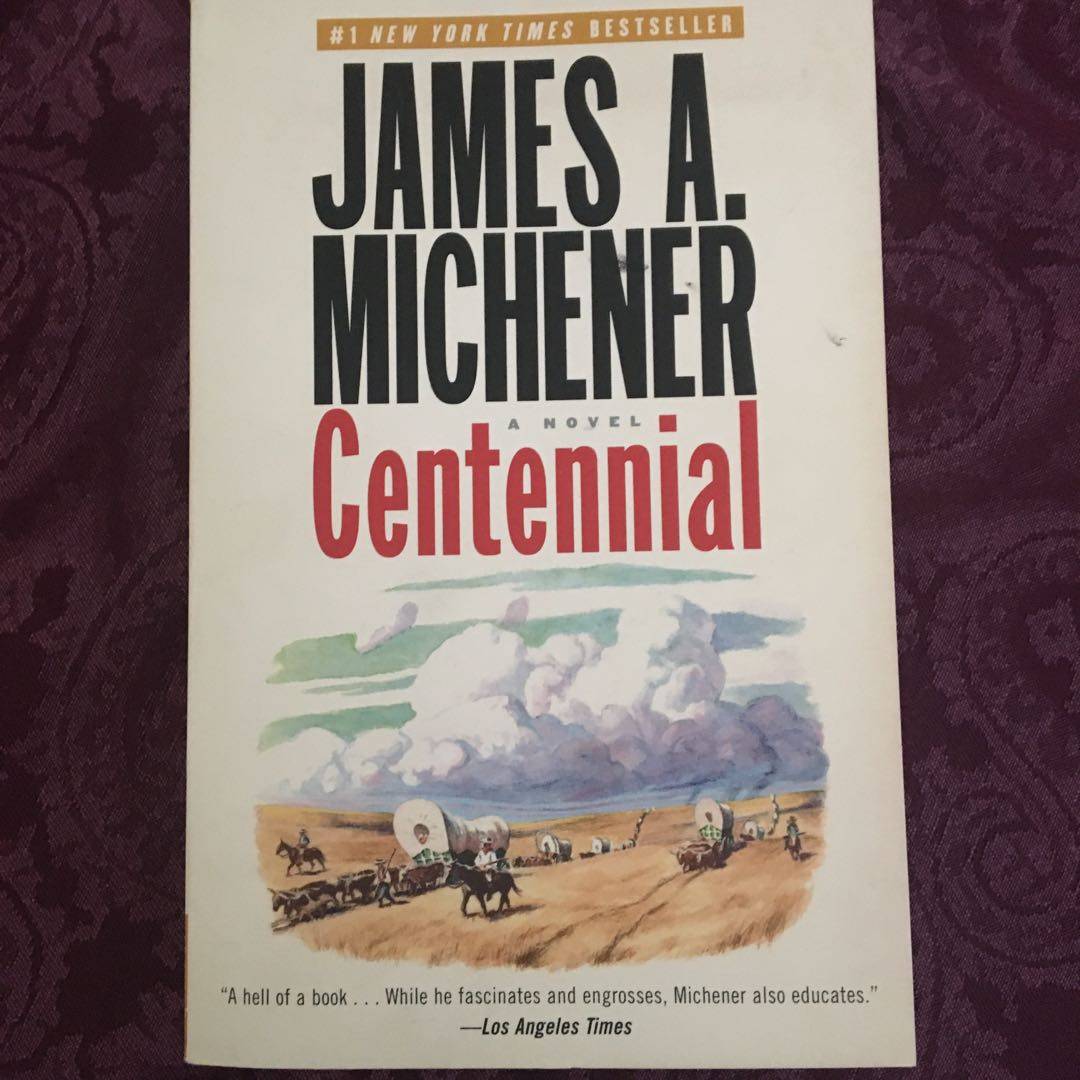 #1 NEW YORK TIMES BESTSELLER
JAMES A.
MICHENER
A NOVEL
Centennial
“A hell of a book . . . While he fascinates and engrosses, Michener also educates.”
—Los Angeles Times